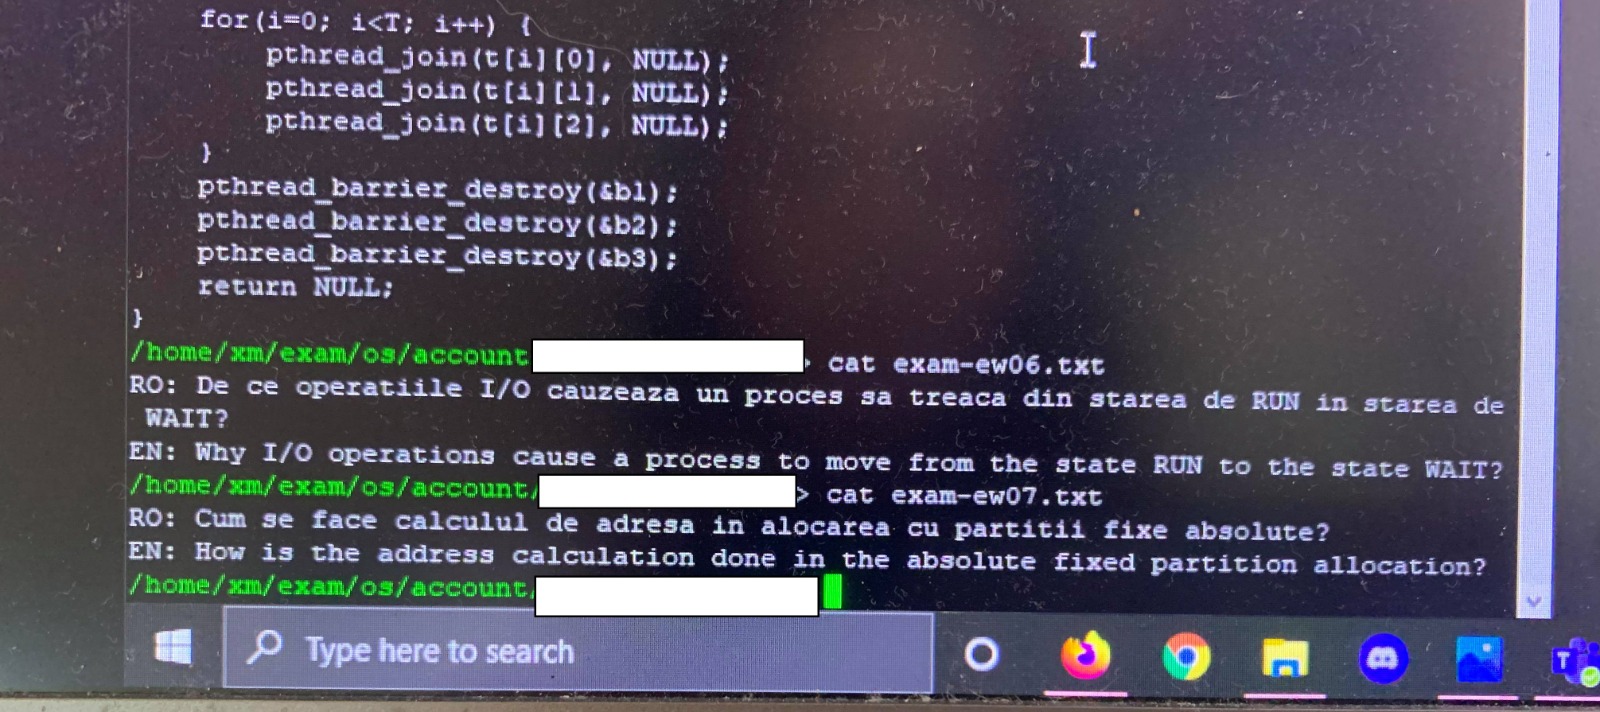 for(i=0; i<T; i++) {
pthread_join(t[i][0], NULL);
pthread_join(t[i][1], NULL);
pthread_join(t[i][2], NULL);
}
pthread_barrier_destroy(&b1);
pthread_barrier_destroy(&b2);
pthread_barrier_destroy(&b3);
return NULL;
}
/home/xm/exam/os/account > cat exam-ew06.txt
RO: De ce operatiile I/O cauzeaza un proces sa treaca din starea de RUN in starea de
WAIT?
EN: Why I/O operations cause a process to move from the state RUN to the state WAIT?
/home/xm/exam/os/account/ > cat exam-ew07.txt
RO: Cum se face calculul de adresa in alocarea cu partitii fixe absolute?
EN: How is the address calculation done in the absolute fixed partition allocation?
/home/xm/exam/os/account/
Type here to search
T